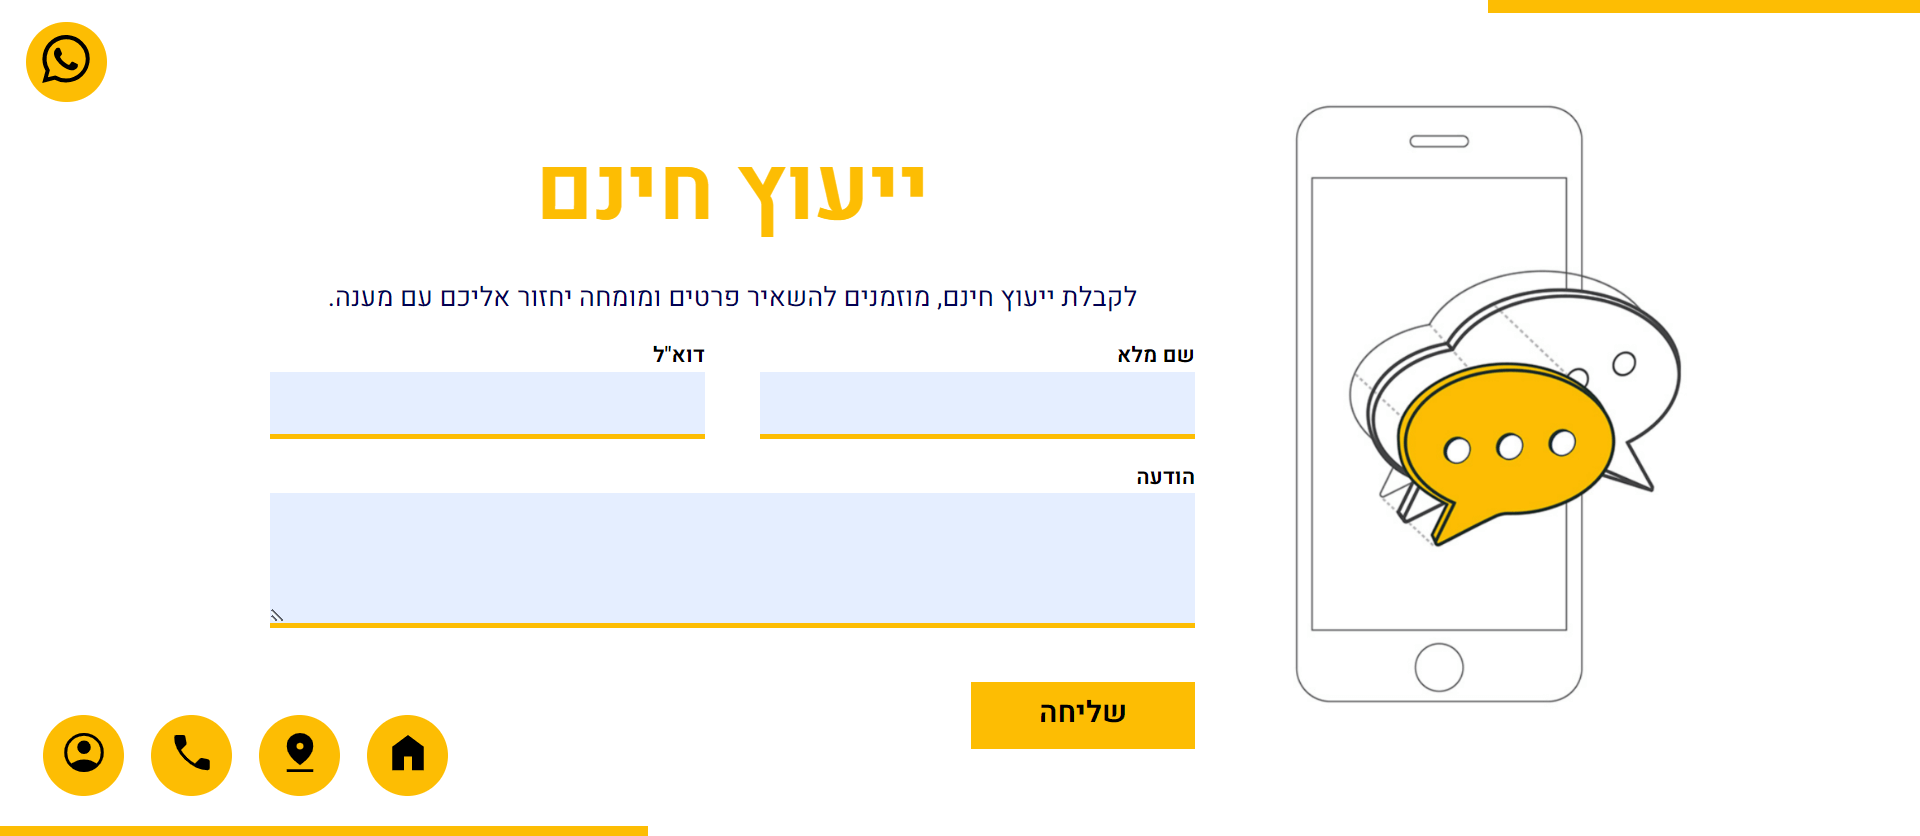 ייעוץ חינם
לקבלת ייעוץ חינם, מוזמנים להשאיר פרטים ומומחה יחזור אליכם עם מענה.
שם מלא
דוא"ל
הודעה
שליחה